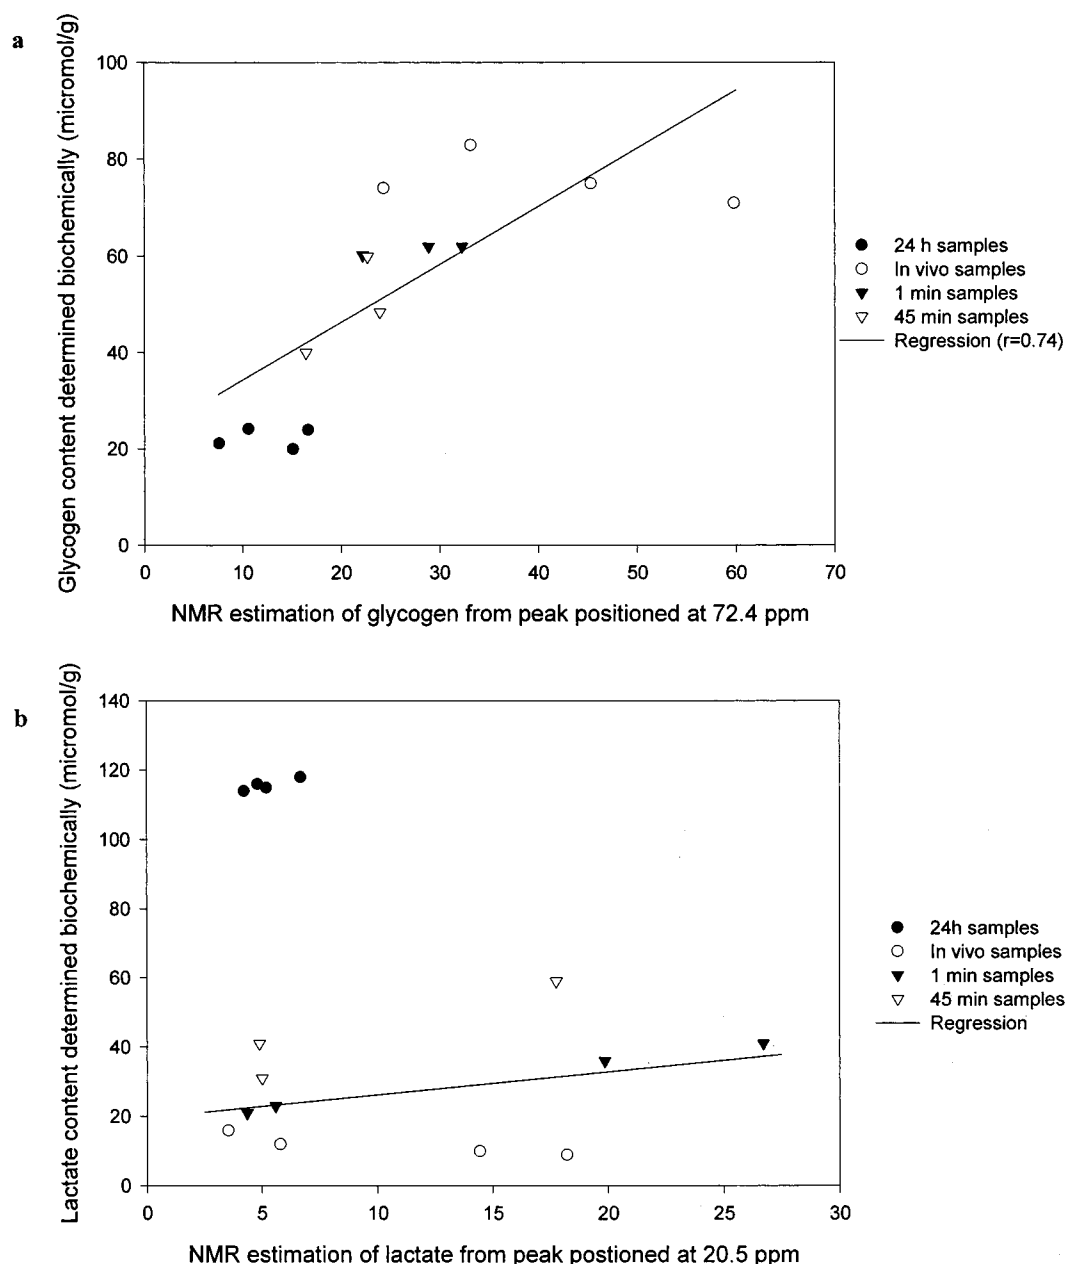 a
Glycogen content determined biochemically (micromol/g)
100
80
60
40
20
0
0 10 20 30 40 50 60 70
NMR estimation of glycogen from peak positioned at 72.4 ppm
24 h samples
In vivo samples
1 min samples
45 min samples
Regression (r=0.74)
b
Lactate content determined biochemically (micromol/g)
140
120
100
80
60
40
20
0
0 5 10 15 20 25 30
NMR estimation of lactate from peak postioned at 20.5 ppm
24h samples
In vivo samples
1 min samples
45 min samples
Regression